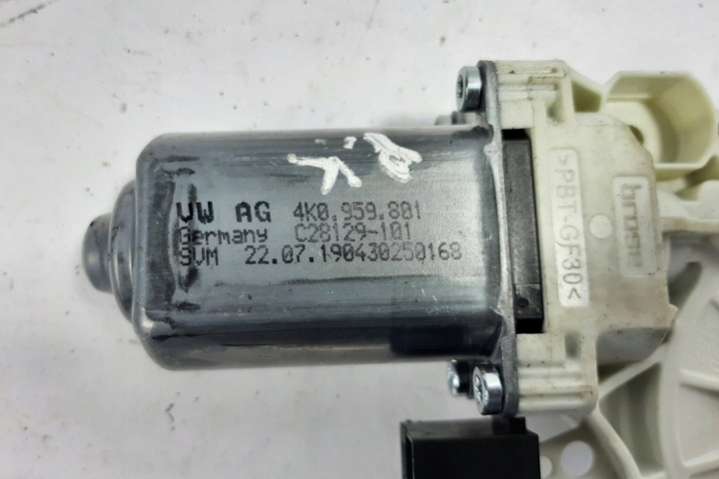 VW AG 4K0.959.801
Germany C28129-101
SVM 22.07.190430250168
>PBT-GF30<
brose